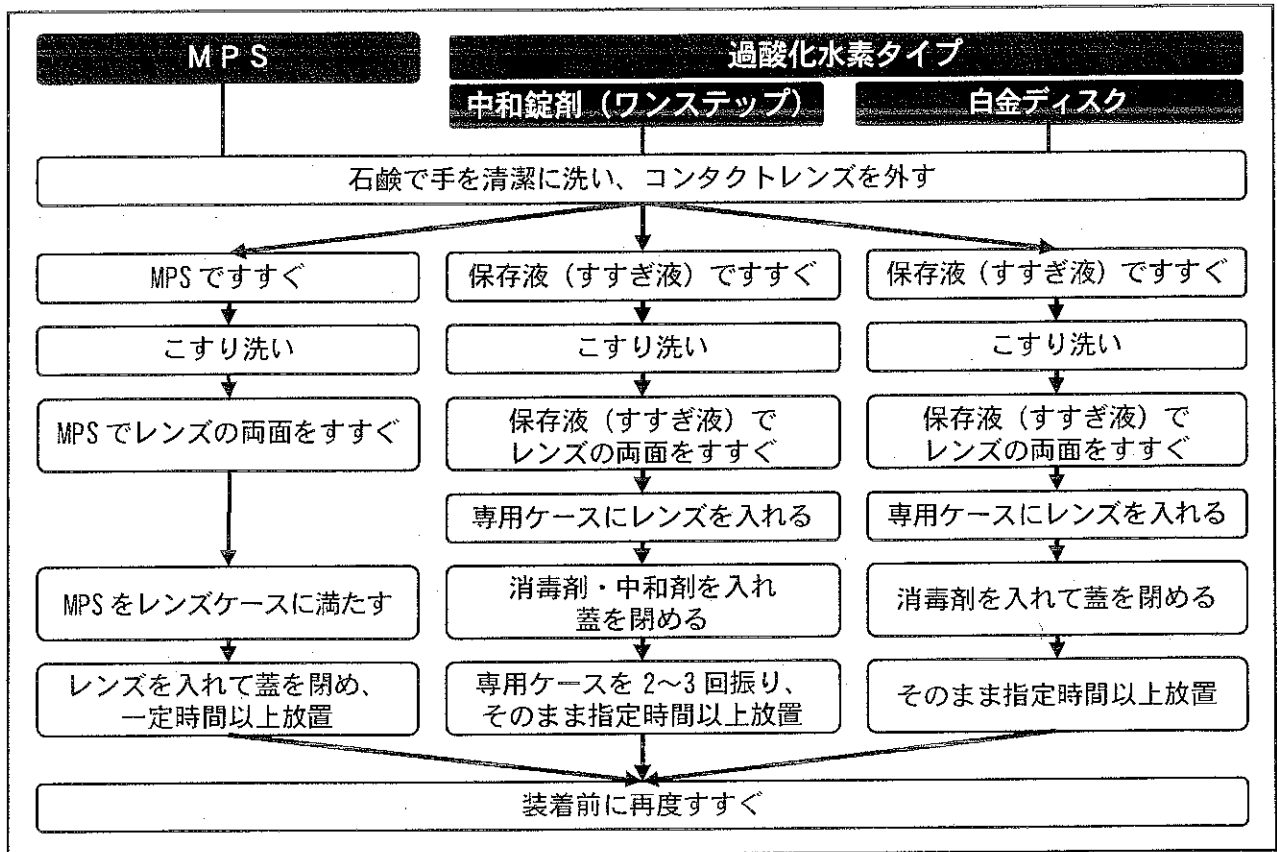 MPS
過酸化水素タイプ
中和錠剤（ワンステップ）
白金ディスク
石鹸で手を清潔に洗い、コンタクトレンズを外す
MPSですすぐ
保存液（すすぎ液）ですすぐ
保存液（すすぎ液）ですすぐ
こすり洗い
こすり洗い
こすり洗い
MPSでレンズの両面をすすぐ
保存液（すすぎ液）で
レンズの両面をすすぐ
保存液（すすぎ液）で
レンズの両面をすすぐ
専用ケースにレンズを入れる
専用ケースにレンズを入れる
MPSをレンズケースに満たす
消毒剤・中和剤を入れ
蓋を閉める
消毒剤を入れて蓋を閉める
レンズを入れて蓋を閉め、
一定時間以上放置
専用ケースを2〜3回振り、
そのまま指定時間以上放置
そのまま指定時間以上放置
装着前に再度すすぐ